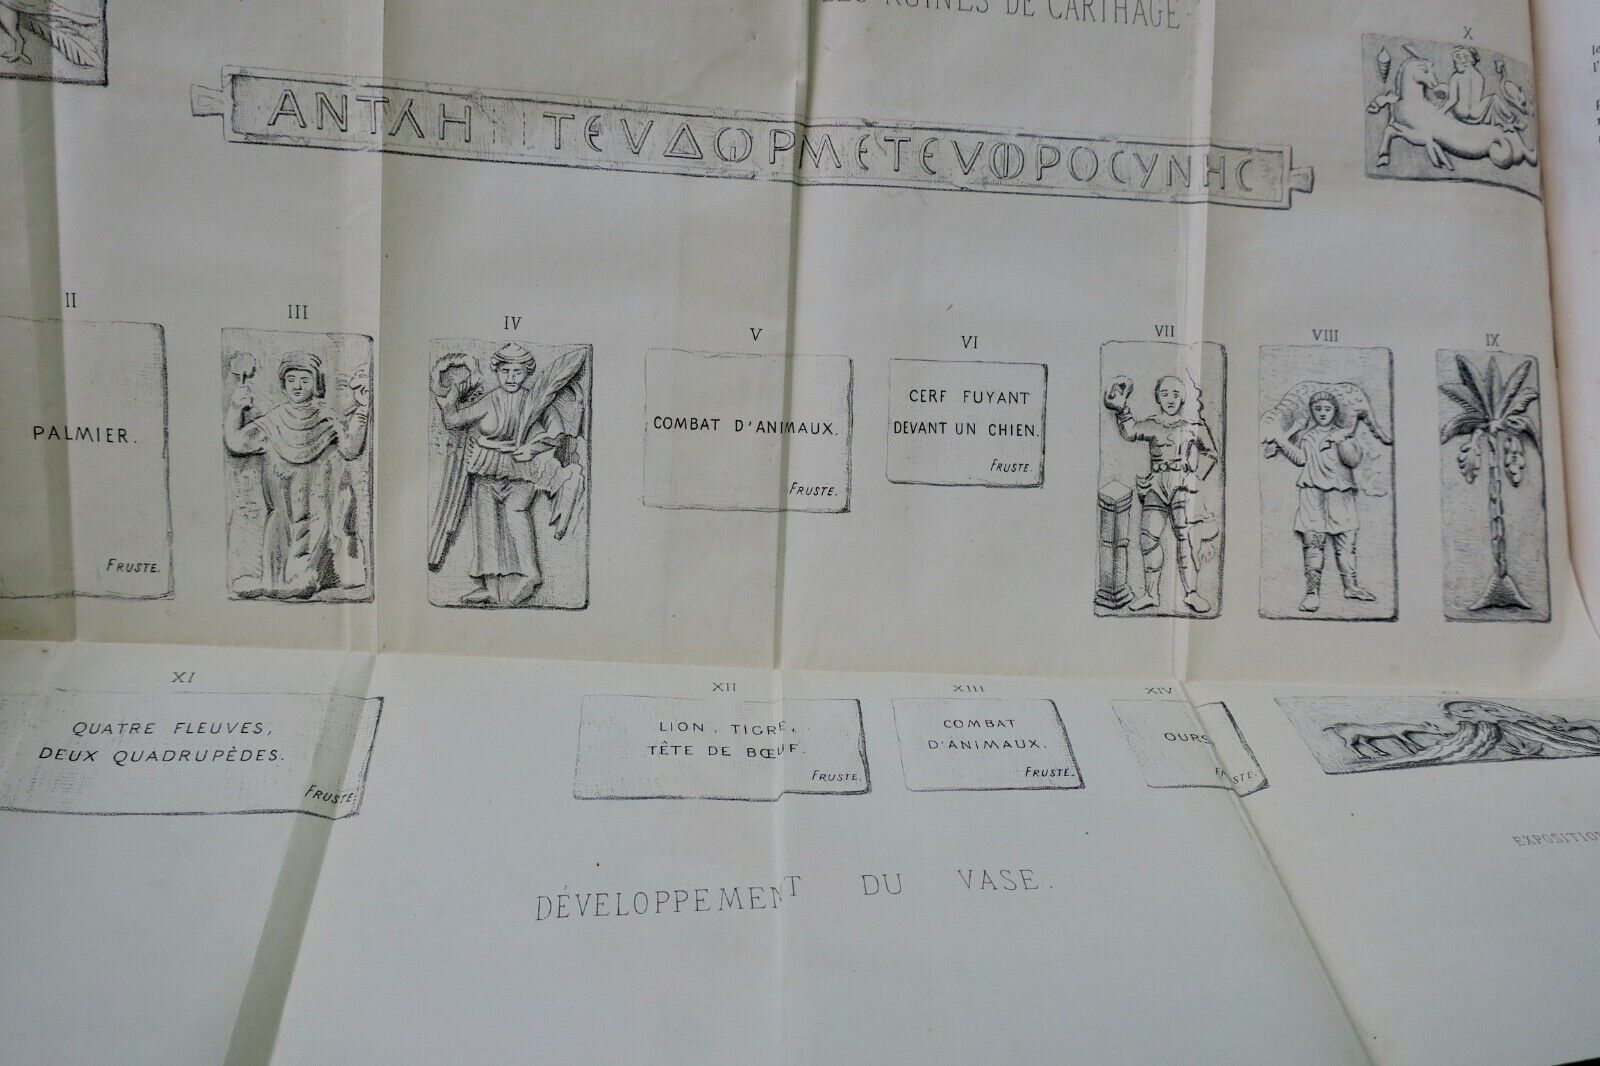 LES RUINES DE CARTHAGE.
X
ΑΝΤΛΗ ΤΕVΔΩΡΜΕΤΕVΦΡΟCYΝΗC
II
III
IV
V
VI
VII
VIII
IX
PALMIER.
FRUSTE.
COMBAT D'ANIMAUX.
FRUSTE.
CERF FUYANT
DEVANT UN CHIEN.
FRUSTE.
XI
XII
XIII
XIV
QUATRE FLEUVES,
DEUX QUADRUPÈDES.
FRUSTE.
LION, TIGRE,
TÊTE DE BŒUF.
FRUSTE.
COMBAT
D'ANIMAUX.
FRUSTE.
OURS
FRUSTE.
EXPOSITION
DÉVELOPPEMENT DU VASE.